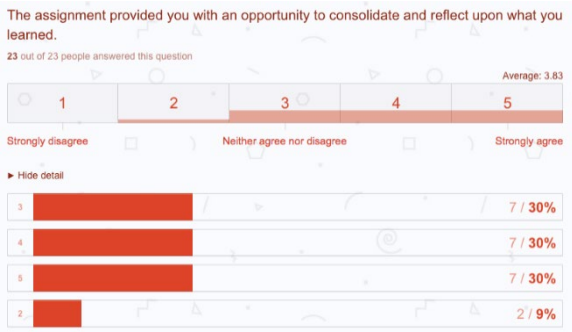 The assignment provided you with an opportunity to consolidate and reflect upon what you
learned.
23 out of 23 people answered this question
Average: 3.83
1 2 3 4 5
Strongly disagree Neither agree nor disagree Strongly agree
▶ Hide detail
3 7 / 30%
4 7 / 30%
5 7 / 30%
2 2 / 9%